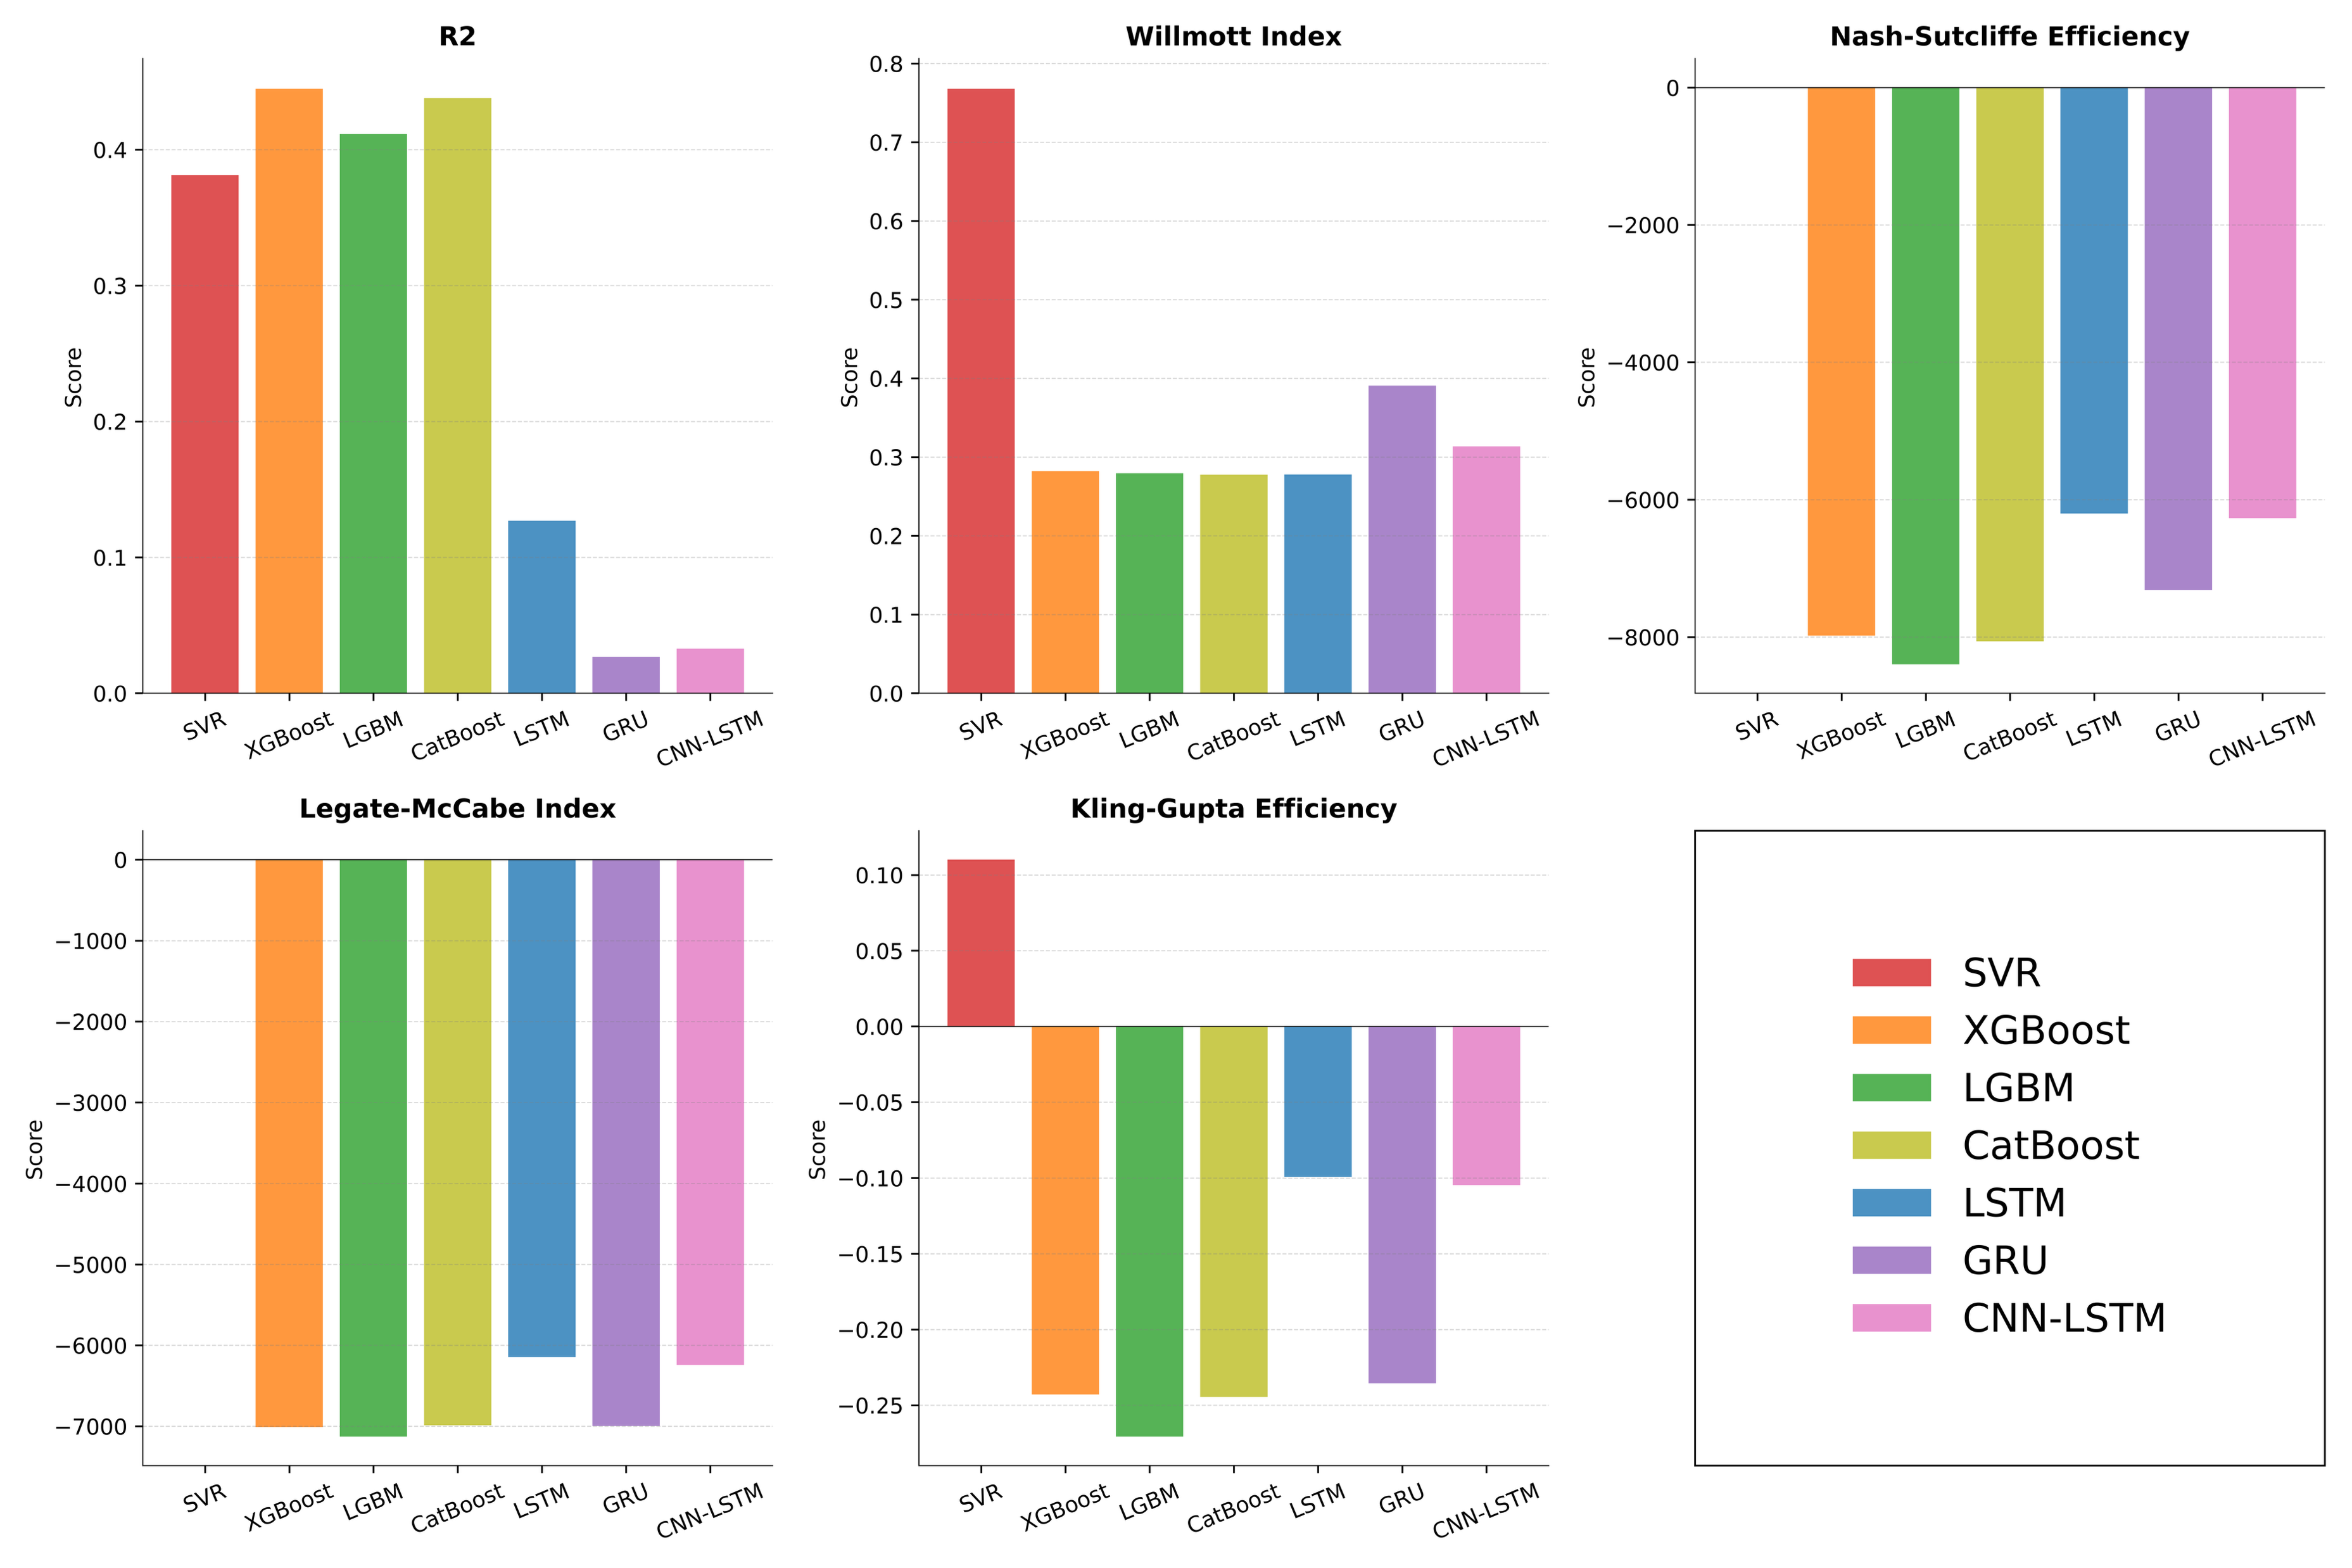 R2
Score
0.4
0.3
0.2
0.1
0.0
SVR
XGBoost
LGBM
CatBoost
LSTM
GRU
CNN-LSTM
Willmott Index
Score
0.8
0.7
0.6
0.5
0.4
0.3
0.2
0.1
0.0
SVR
XGBoost
LGBM
CatBoost
LSTM
GRU
CNN-LSTM
Nash-Sutcliffe Efficiency
Score
0
−2000
−4000
−6000
−8000
SVR
XGBoost
LGBM
CatBoost
LSTM
GRU
CNN-LSTM
Legate-McCabe Index
Score
0
−1000
−2000
−3000
−4000
−5000
−6000
−7000
SVR
XGBoost
LGBM
CatBoost
LSTM
GRU
CNN-LSTM
Kling-Gupta Efficiency
Score
0.10
0.05
0.00
−0.05
−0.10
−0.15
−0.20
−0.25
SVR
XGBoost
LGBM
CatBoost
LSTM
GRU
CNN-LSTM
SVR
XGBoost
LGBM
CatBoost
LSTM
GRU
CNN-LSTM